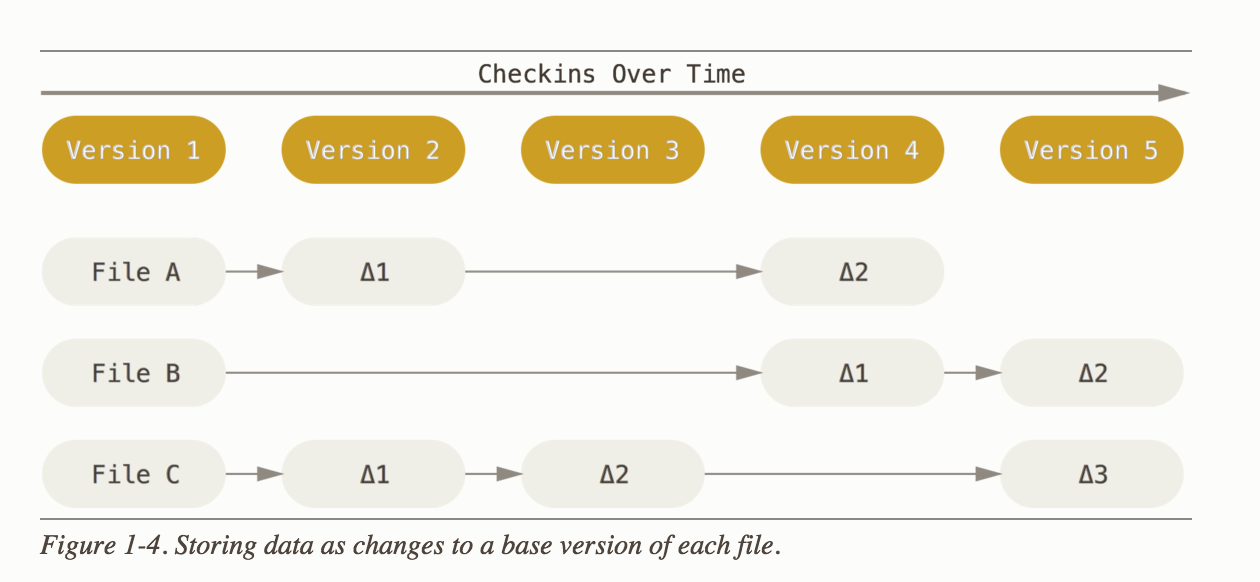 Checkins Over Time
Version 1 Version 2 Version 3 Version 4 Version 5
File A Δ1 Δ2
File B Δ1 Δ2
File C Δ1 Δ2 Δ3
Figure 1-4. Storing data as changes to a base version of each file.